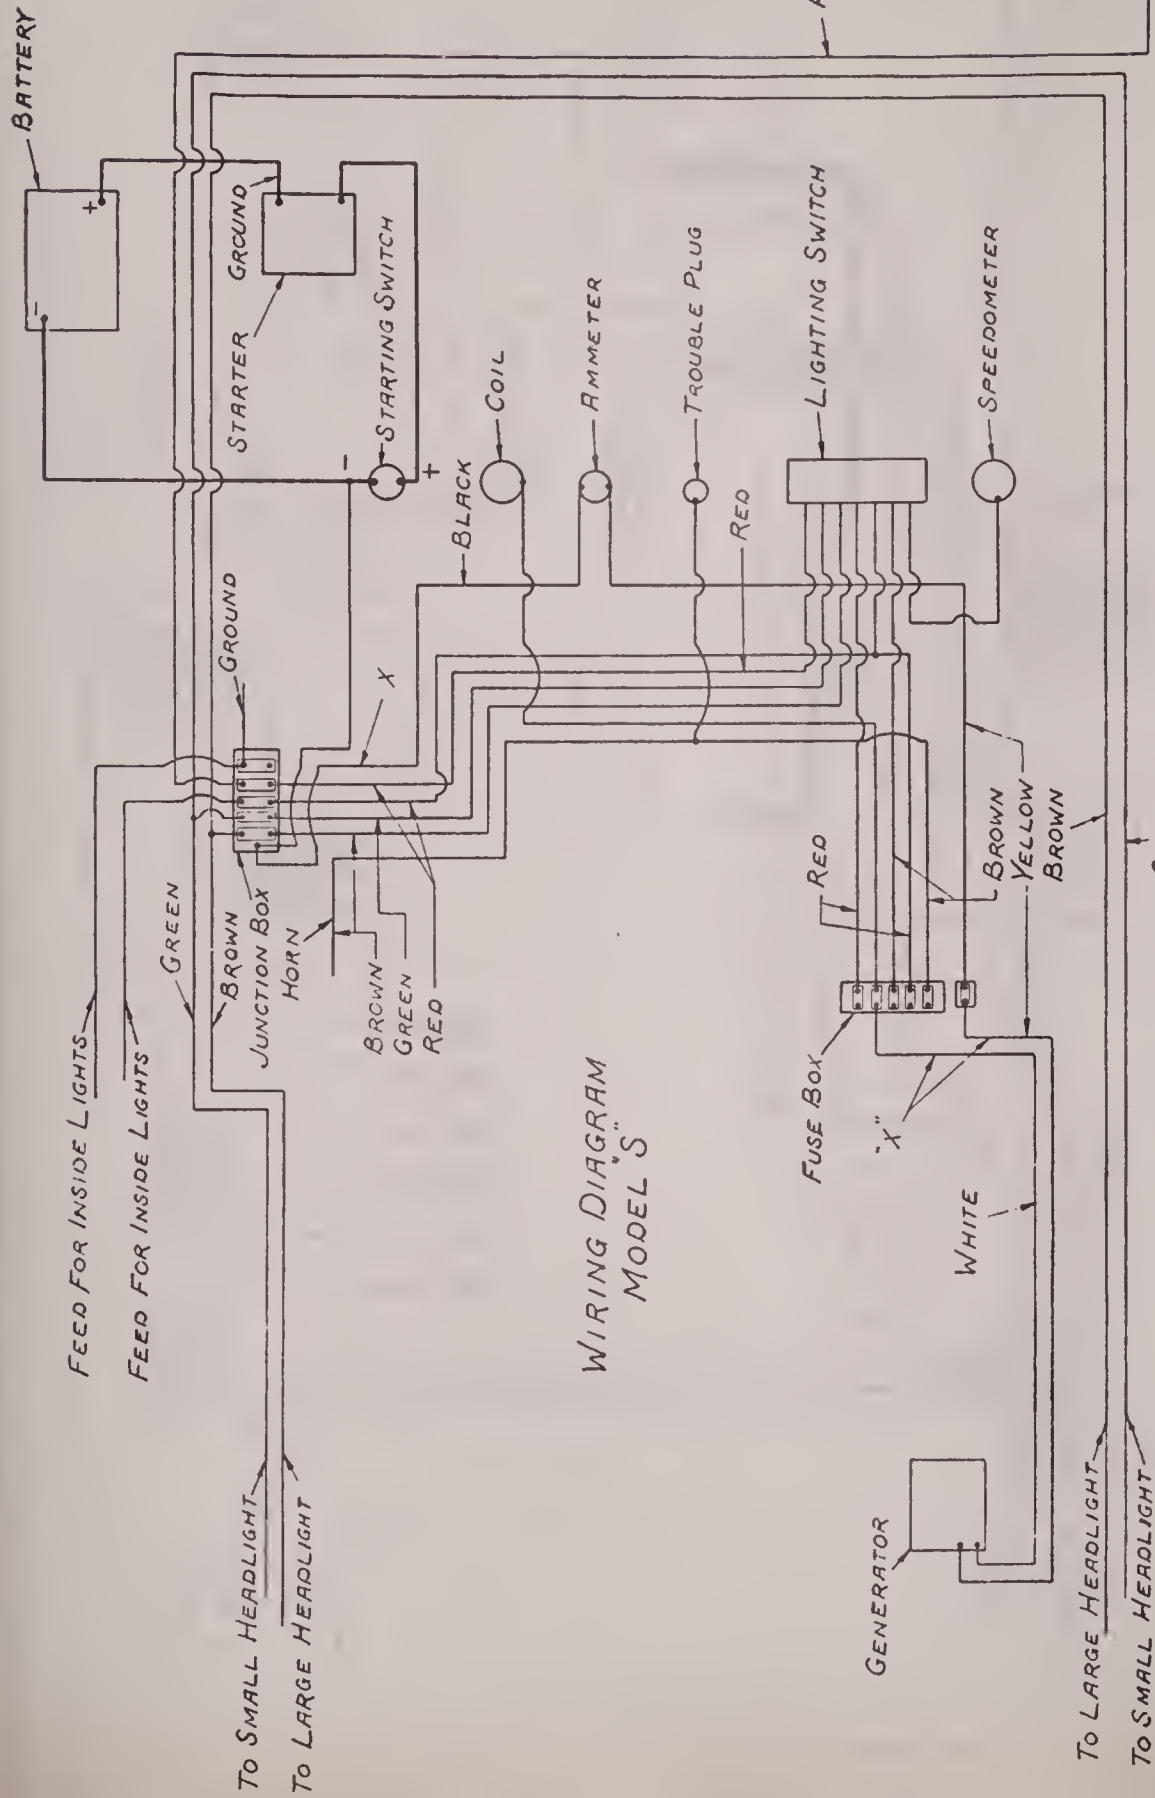 BATTERY
+
-
GROUND
STARTER
STARTING SWITCH
-
+
BLACK
COIL
AMMETER
TROUBLE PLUG
RED
LIGHTING SWITCH
SPEEDOMETER
GROUND
X
GREEN
BROWN
JUNCTION BOX
HORN
BROWN
GREEN
RED
FEED FOR INSIDE LIGHTS
FEED FOR INSIDE LIGHTS
RED
BROWN
YELLOW
BROWN
FUSE BOX
"X"
WHITE
WIRING DIAGRAM
MODEL "S"
GENERATOR
TO SMALL HEADLIGHT
TO LARGE HEADLIGHT
TO LARGE HEADLIGHT
TO SMALL HEADLIGHT